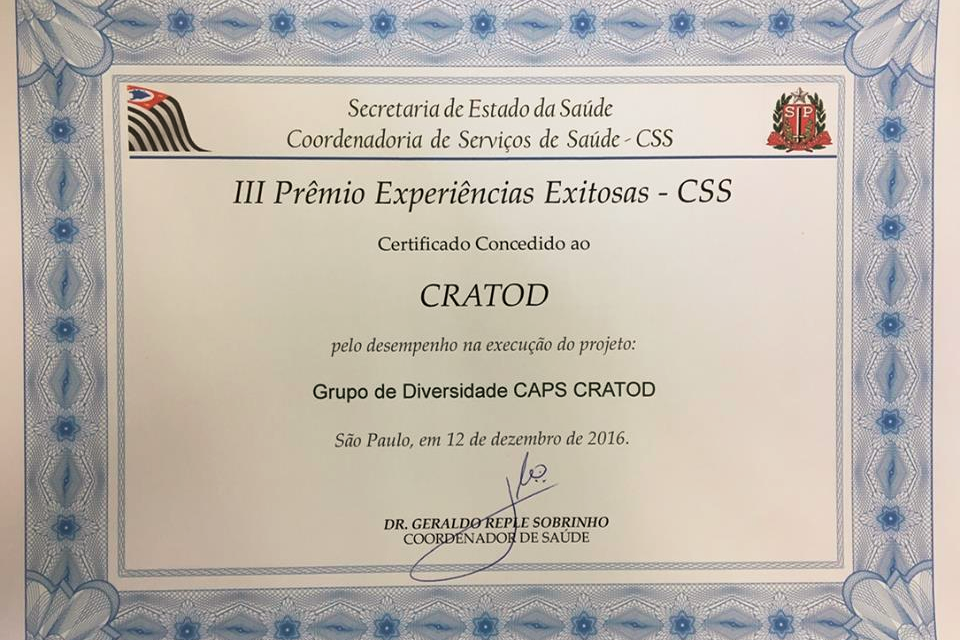 Secretaria de Estado da Saúde
Coordenadoria de Serviços de Saúde - CSS
SP
III Prêmio Experiências Exitosas - CSS
Certificado Concedido ao
CRATOD
pelo desempenho na execução do projeto:
Grupo de Diversidade CAPS CRATOD
São Paulo, em 12 de dezembro de 2016.
DR. GERALDO REPLE SOBRINHO
COORDENADOR DE SAÚDE